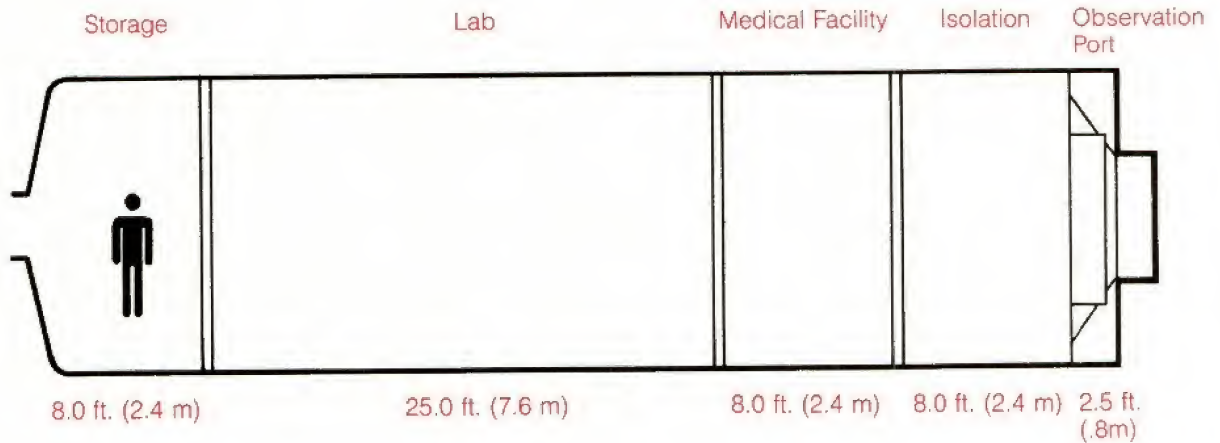 Storage
Lab
Medical Facility
Isolation
Observation
Port
8.0 ft. (2.4 m)
25.0 ft. (7.6 m)
8.0 ft. (2.4 m)
8.0 ft. (2.4 m)
2.5 ft.
(.8m)